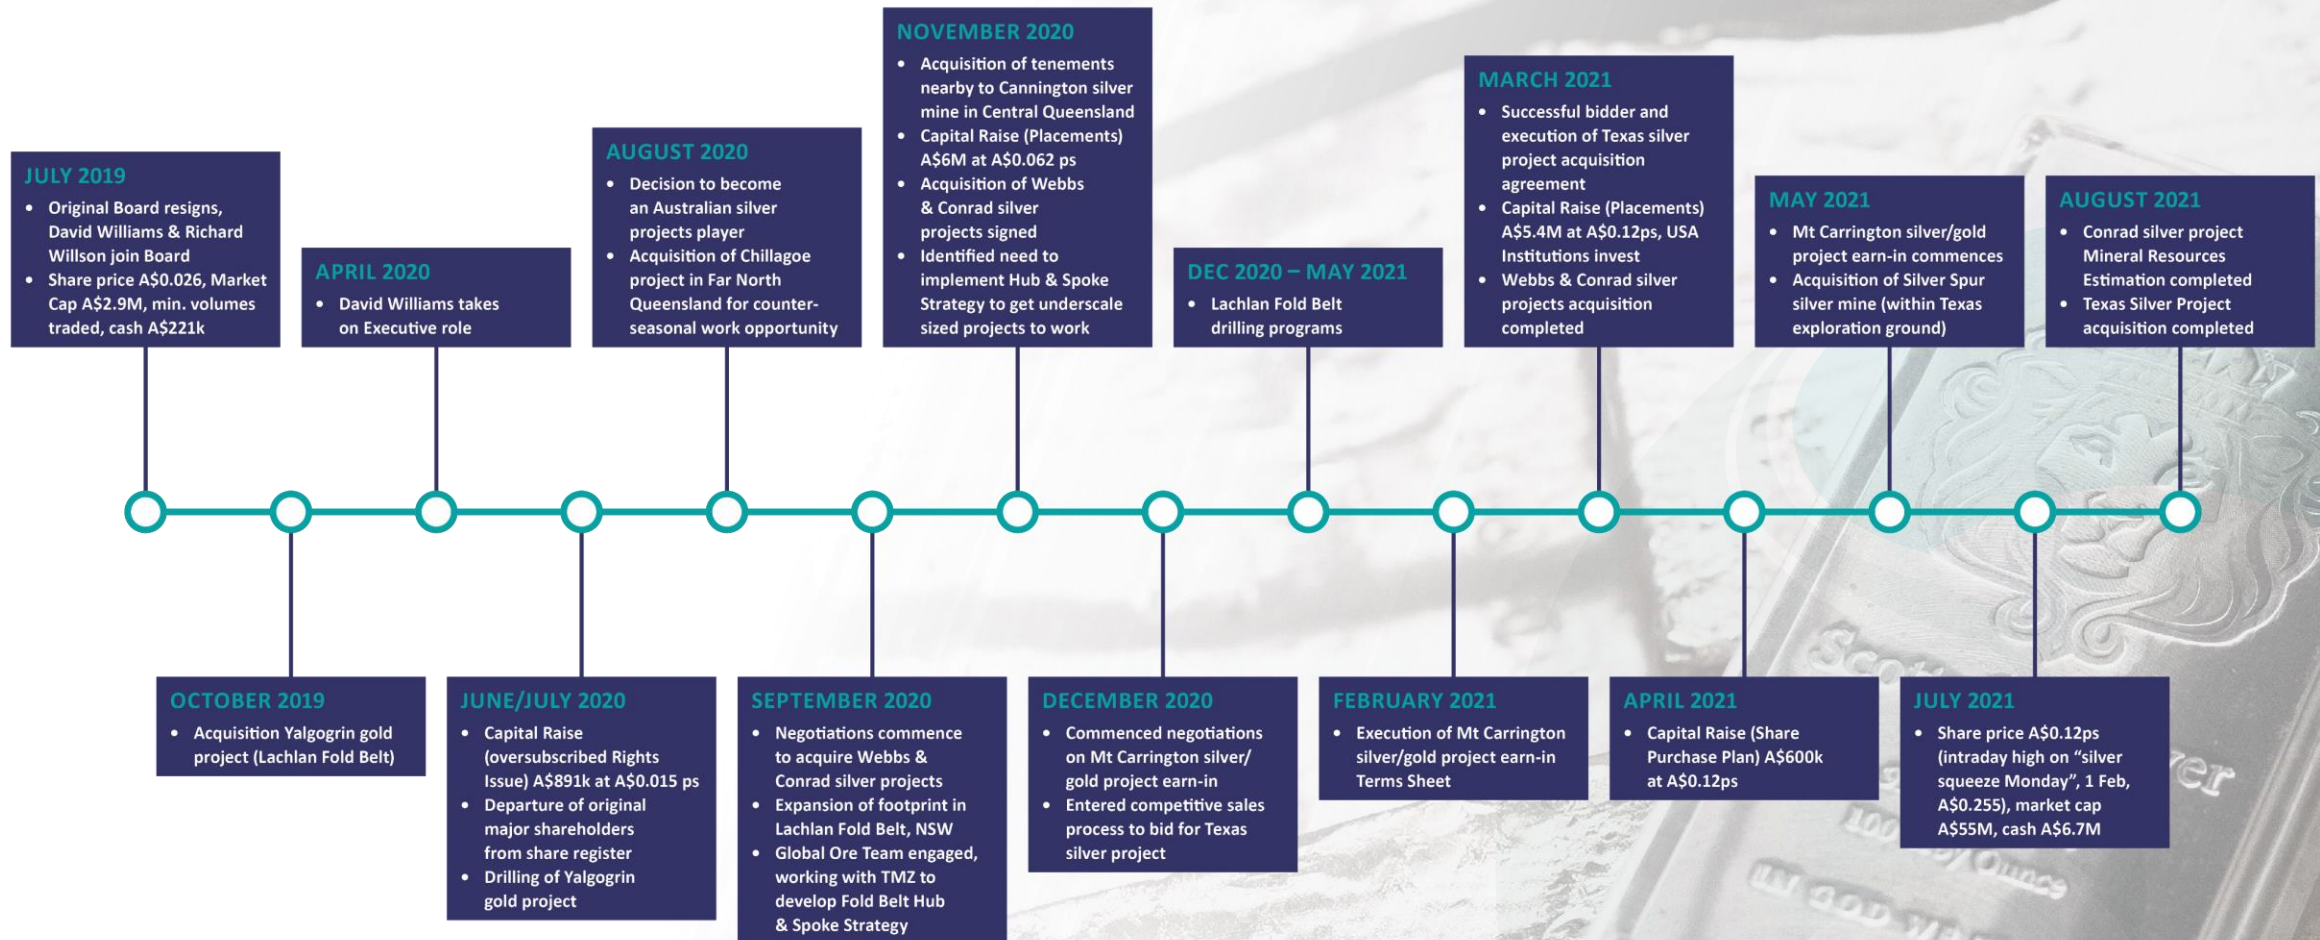 JULY 2019
• Original Board resigns,
David Williams & Richard
Willson join Board
• Share price A$0.026, Market
Cap A$2.9M, min. volumes
traded, cash A$221k
OCTOBER 2019
• Acquisition Yalgogrin gold
project (Lachlan Fold Belt)
APRIL 2020
• David Williams takes
on Executive role
JUNE/JULY 2020
• Capital Raise
(oversubscribed Rights
Issue) A$891k at A$0.015 ps
• Departure of original
major shareholders
from share register
• Drilling of Yalgogrin
gold project
AUGUST 2020
• Decision to become
an Australian silver
projects player
• Acquisition of Chillagoe
project in Far North
Queensland for counter-
seasonal work opportunity
SEPTEMBER 2020
• Negotiations commence
to acquire Webbs &
Conrad silver projects
• Expansion of footprint in
Lachlan Fold Belt, NSW
• Global Ore Team engaged,
working with TMZ to
develop Fold Belt Hub
& Spoke Strategy
NOVEMBER 2020
• Acquisition of tenements
nearby to Cannington silver
mine in Central Queensland
• Capital Raise (Placements)
A$6M at A$0.062 ps
• Acquisition of Webbs
& Conrad silver
projects signed
• Identified need to
implement Hub & Spoke
Strategy to get underscale
sized projects to work
DECEMBER 2020
• Commenced negotiations
on Mt Carrington silver/
gold project earn-in
• Entered competitive sales
process to bid for Texas
silver project
DEC 2020 – MAY 2021
• Lachlan Fold Belt
drilling programs
FEBRUARY 2021
• Execution of Mt Carrington
silver/gold project earn-in
Terms Sheet
MARCH 2021
• Successful bidder and
execution of Texas silver
project acquisition
agreement
• Capital Raise (Placements)
A$5.4M at A$0.12ps, USA
Institutions invest
• Webbs & Conrad silver
projects acquisition
completed
APRIL 2021
• Capital Raise (Share
Purchase Plan) A$600k
at A$0.12ps
MAY 2021
• Mt Carrington silver/gold
project earn-in commences
• Acquisition of Silver Spur
silver mine (within Texas
exploration ground)
JULY 2021
• Share price A$0.12ps
(intraday high on “silver
squeeze Monday”, 1 Feb,
A$0.255), market cap
A$55M, cash A$6.7M
AUGUST 2021
• Conrad silver project
Mineral Resources
Estimation completed
• Texas Silver Project
acquisition completed
IN GOD WE